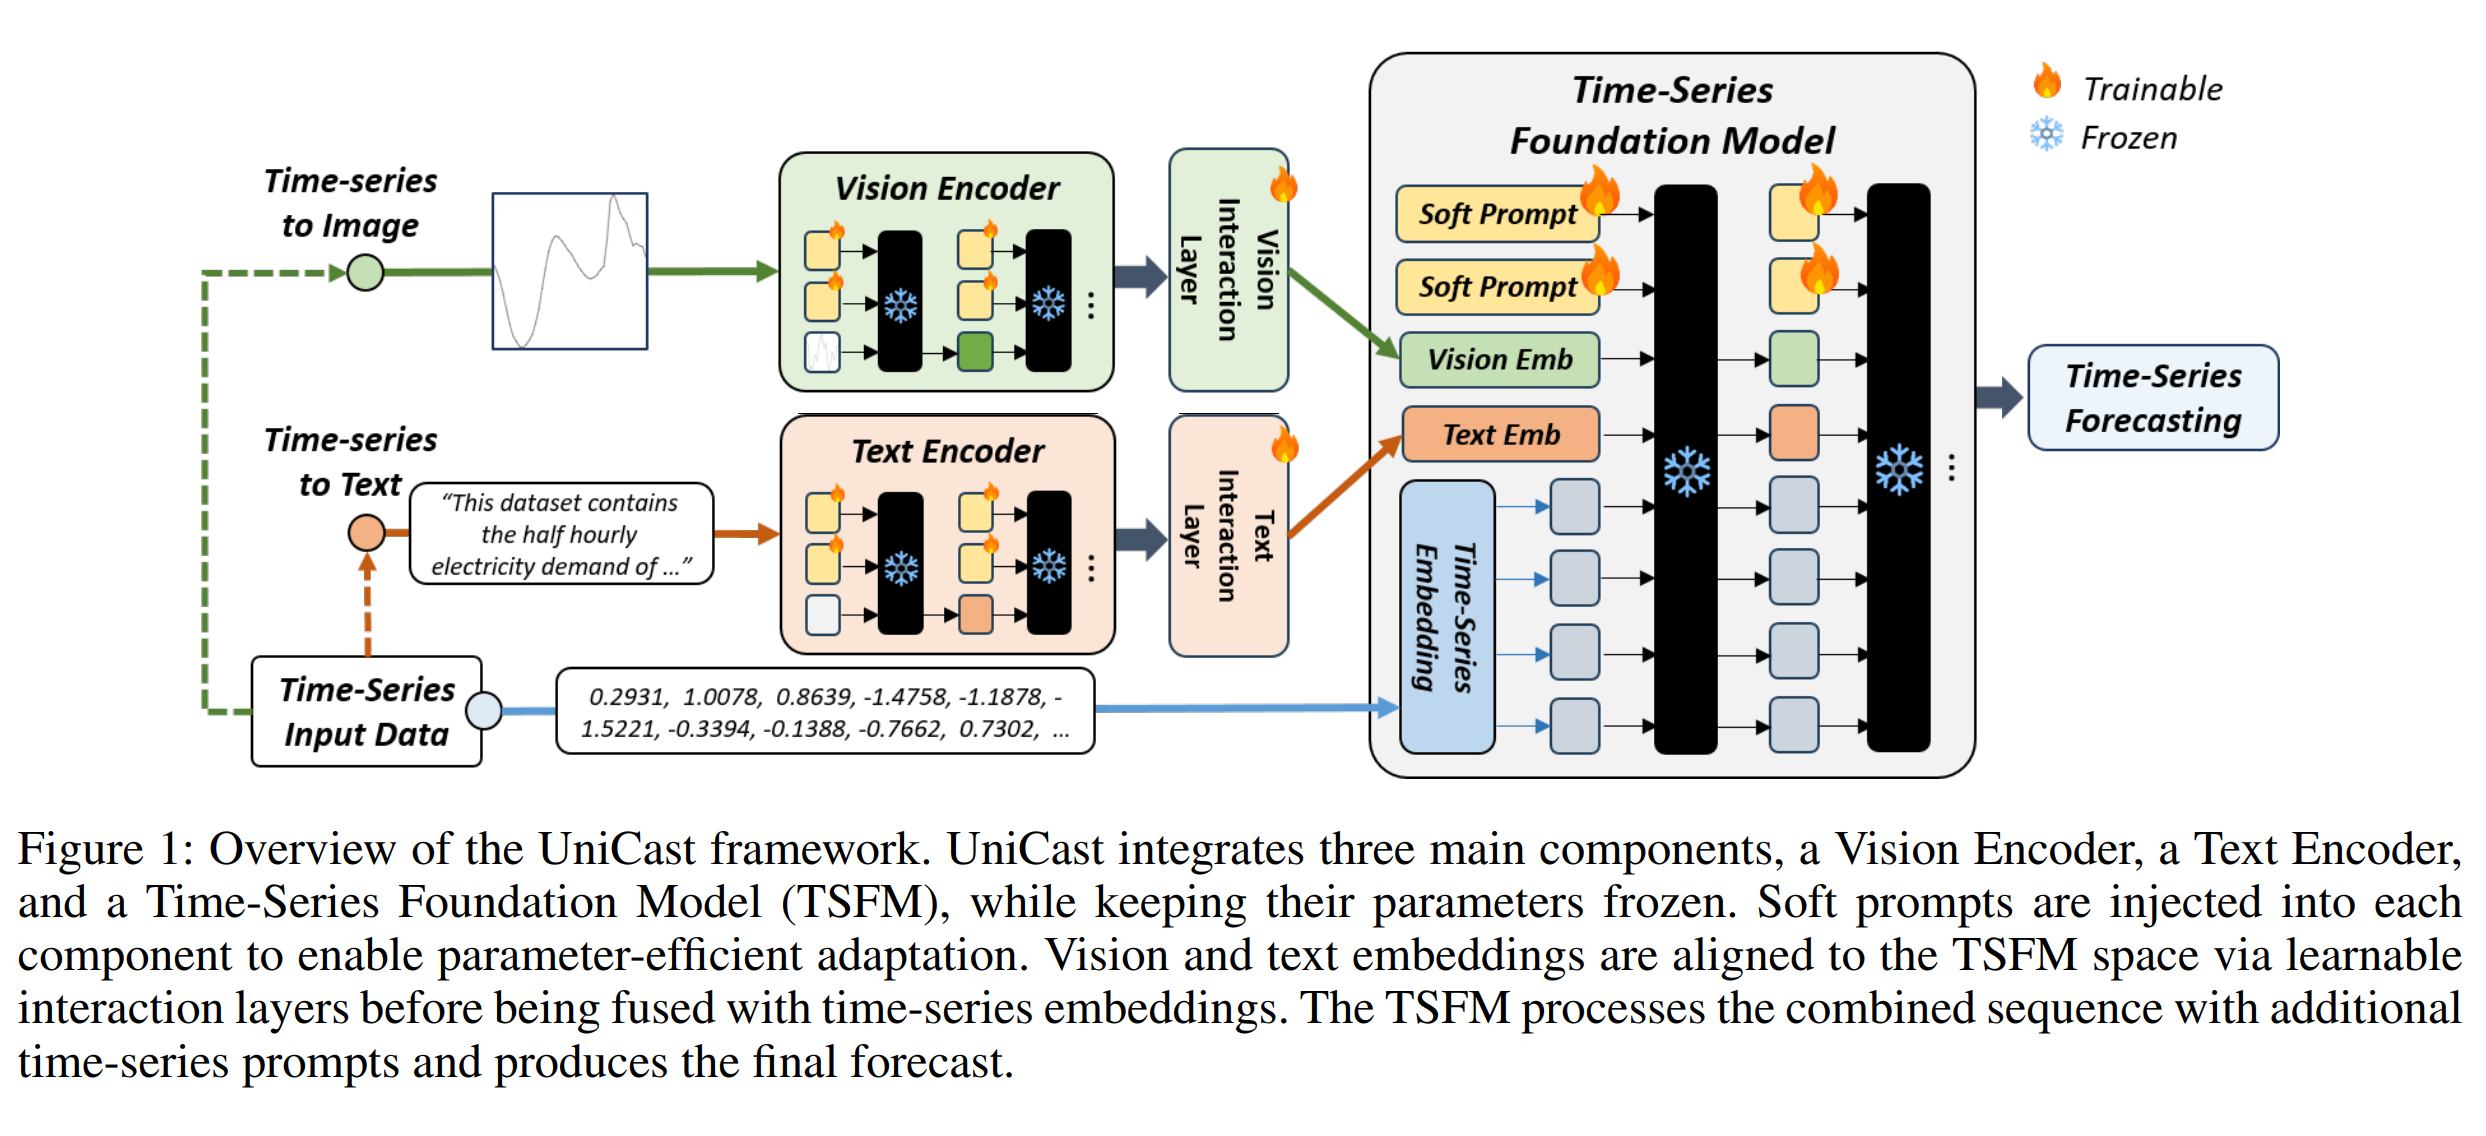 Time-Series
Foundation Model
Trainable
Frozen
Time-series
to Image
Vision Encoder
Vision
Interaction
Layer
Soft Prompt
Soft Prompt
Vision Emb
Text Emb
Time-Series
Embedding
...
Time-Series
Forecasting
...
Time-series
to Text
“This dataset contains
the half hourly
electricity demand of ...”
Text Encoder
...
Text
Interaction
Layer
Time-Series
Input Data
0.2931, 1.0078, 0.8639, -1.4758, -1.1878, -
1.5221, -0.3394, -0.1388, -0.7662, 0.7302, ...
Figure 1: Overview of the UniCast framework. UniCast integrates three main components, a Vision Encoder, a Text Encoder,
and a Time-Series Foundation Model (TSFM), while keeping their parameters frozen. Soft prompts are injected into each
component to enable parameter-efficient adaptation. Vision and text embeddings are aligned to the TSFM space via learnable
interaction layers before being fused with time-series embeddings. The TSFM processes the combined sequence with additional
time-series prompts and produces the final forecast.